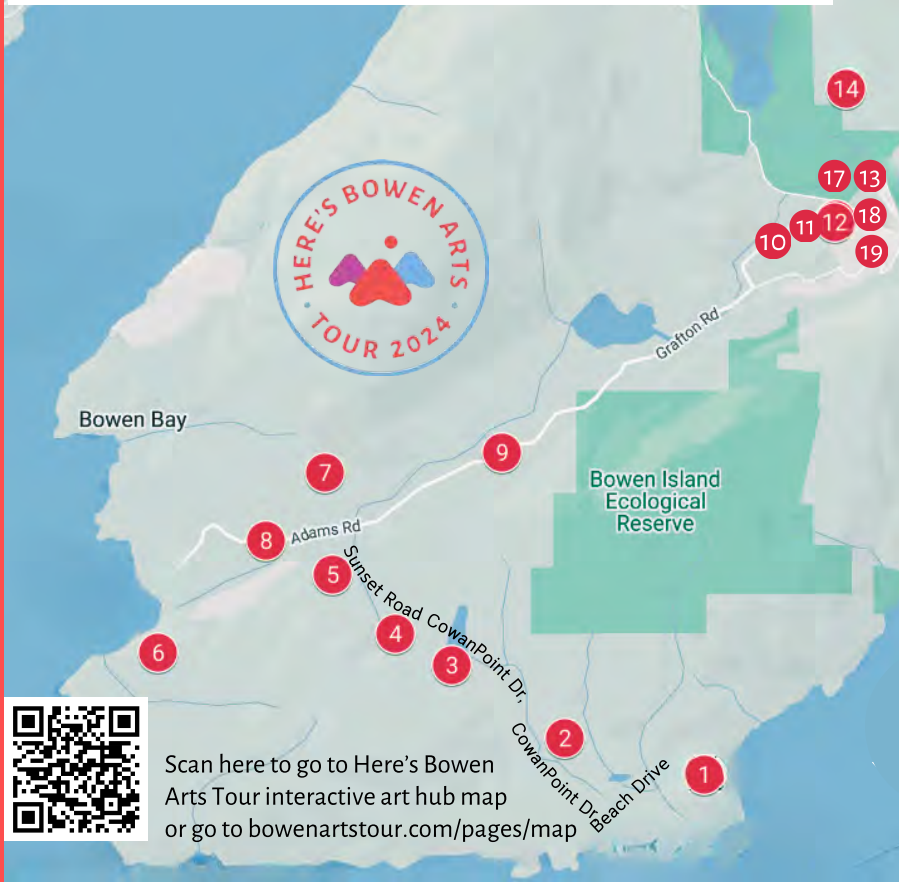 14
17
13
18
12
11
10
19
HERE'S BOWEN ARTS
TOUR 2024
Grafton Rd
Bowen Bay
9
7
Bowen Island
Ecological
Reserve
Adams Rd
8
5
Sunset Road CowanPoint Dr,
4
6
3
2
CowanPoint Dr,
Beach Drive
1
Scan here to go to Here's Bowen
Arts Tour interactive art hub map
or go to bowenartstour.com/pages/map